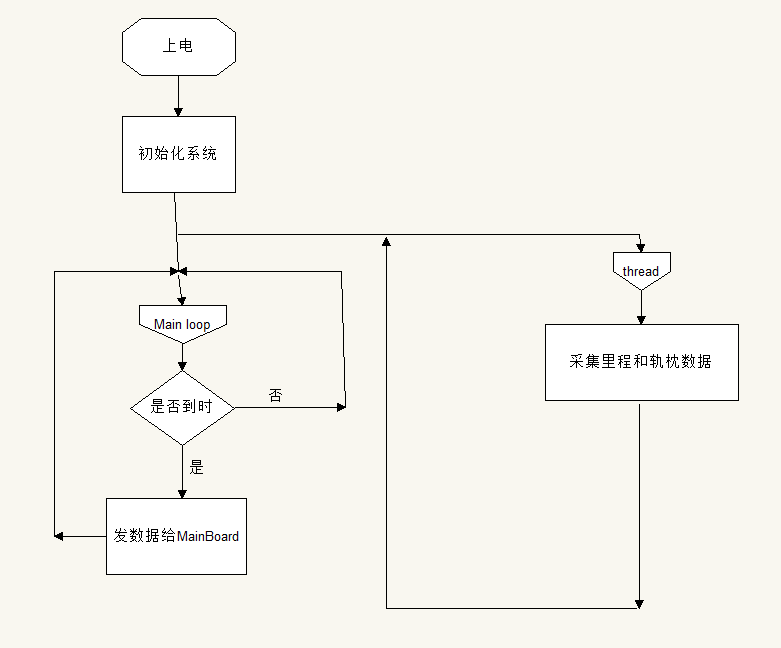 上电
初始化系统
thread
Main loop
采集里程和轨枕数据
是否到时
否
是
发数据给MainBoard